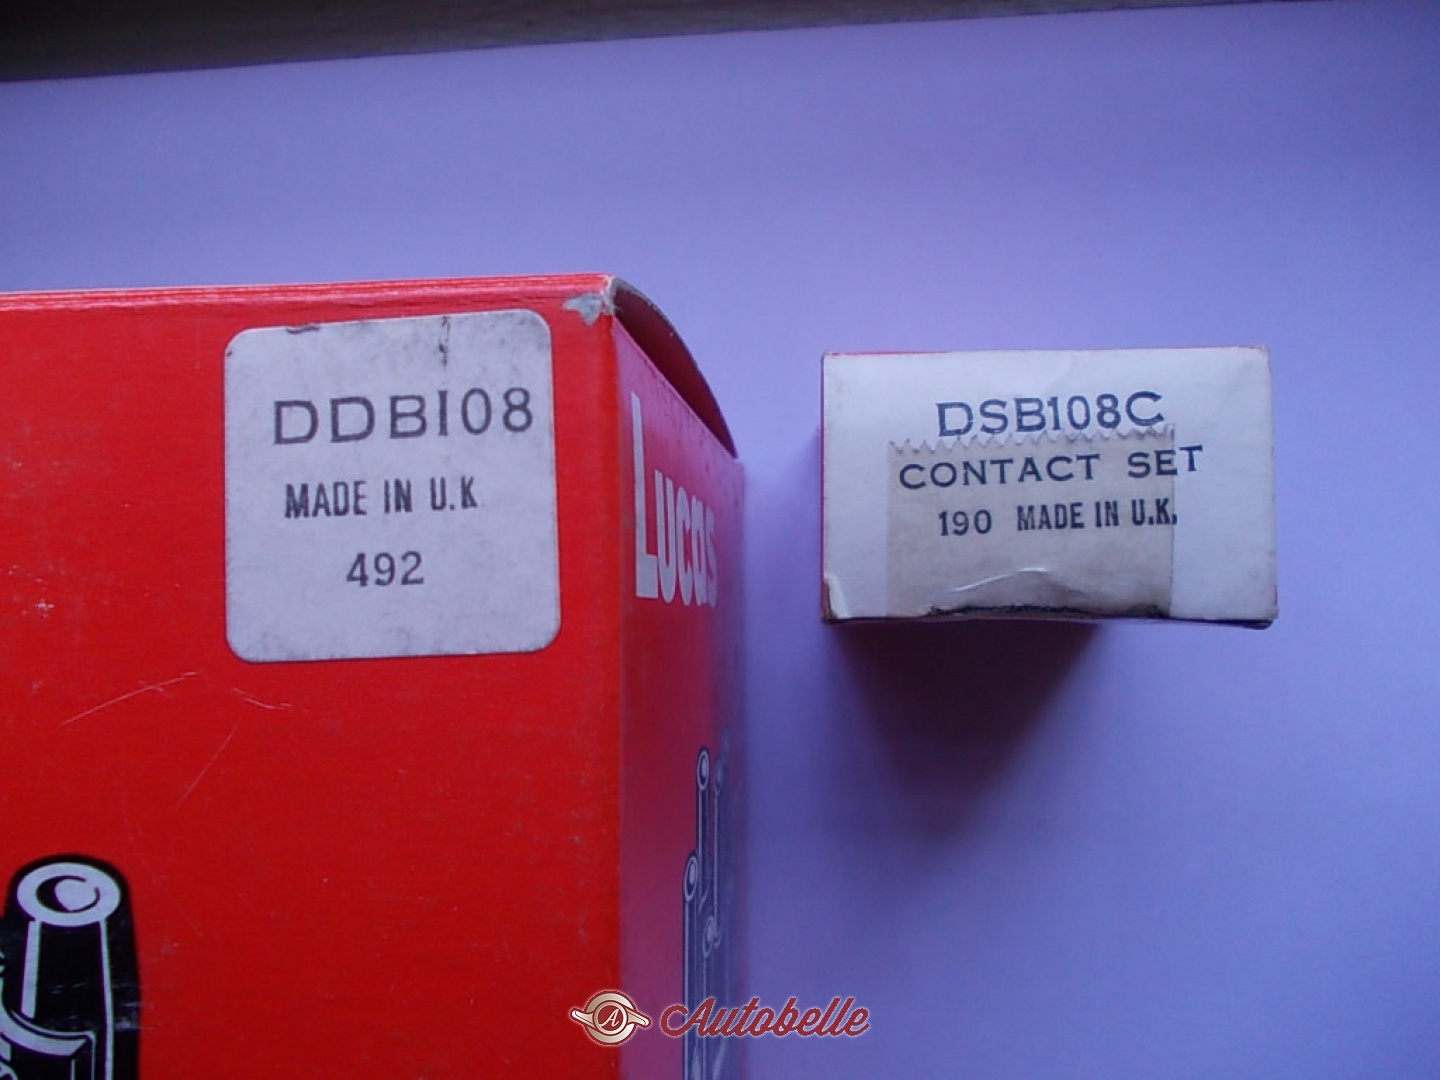 DDB108
MADE IN U.K
492
Lucas
DSB108C
CONTACT SET
190 MADE IN U.K.
A
Autobelle